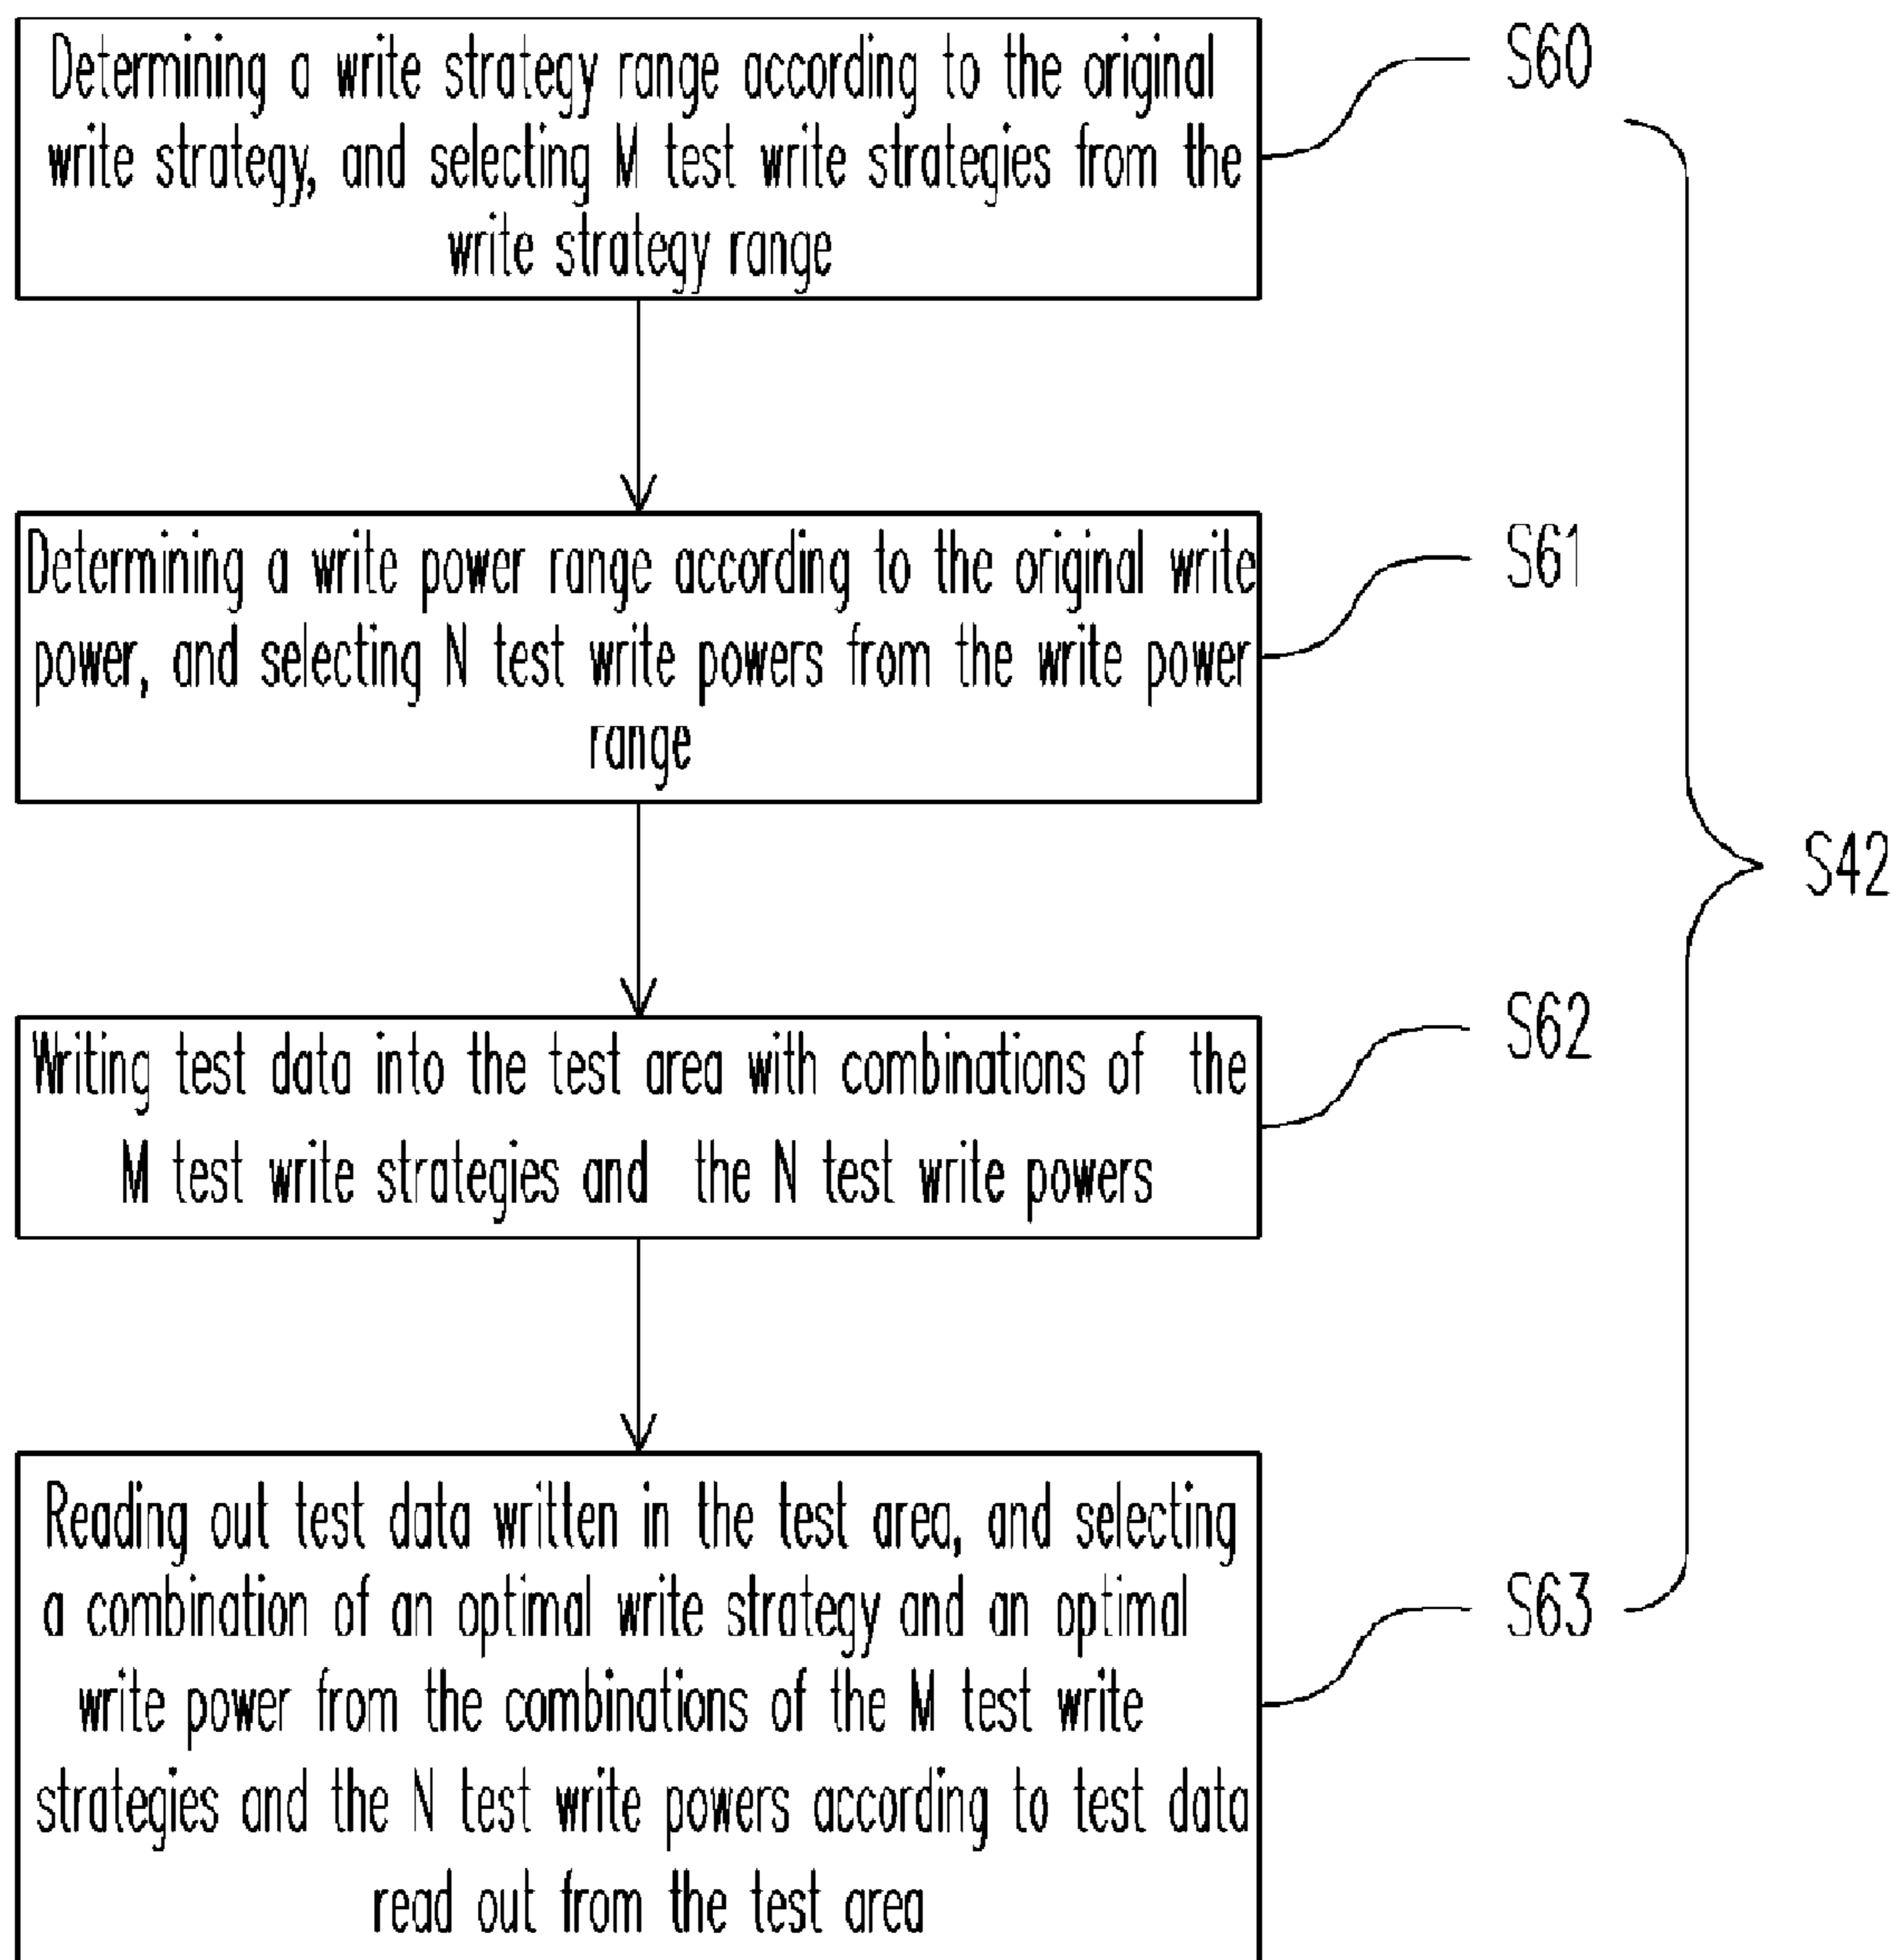 Determining a write strategy range according to the original
write strategy, and selecting M test write strategies from the
write strategy range
S60
Determining a write power range according to the original write
power, and selecting N test write powers from the write power
range
S61
S42
Writing test data into the test area with combinations of the
M test write strategies and the N test write powers
S62
Reading out test data written in the test area, and selecting
a combination of an optimal write strategy and an optimal
write power from the combinations of the M test write
strategies and the N test write powers according to test data
read out from the test area
S63